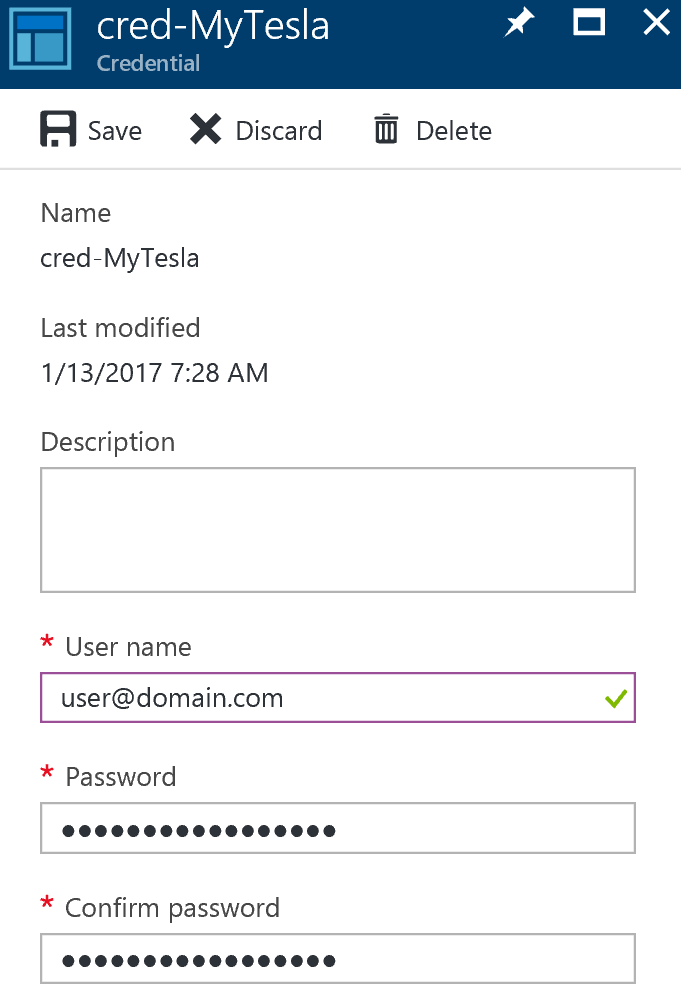 cred-MyTesla
Credential
Save Discard Delete
Name
cred-MyTesla
Last modified
1/13/2017 7:28 AM
Description
* User name
user@domain.com
* Password
•••••••••••••••••
* Confirm password
•••••••••••••••••